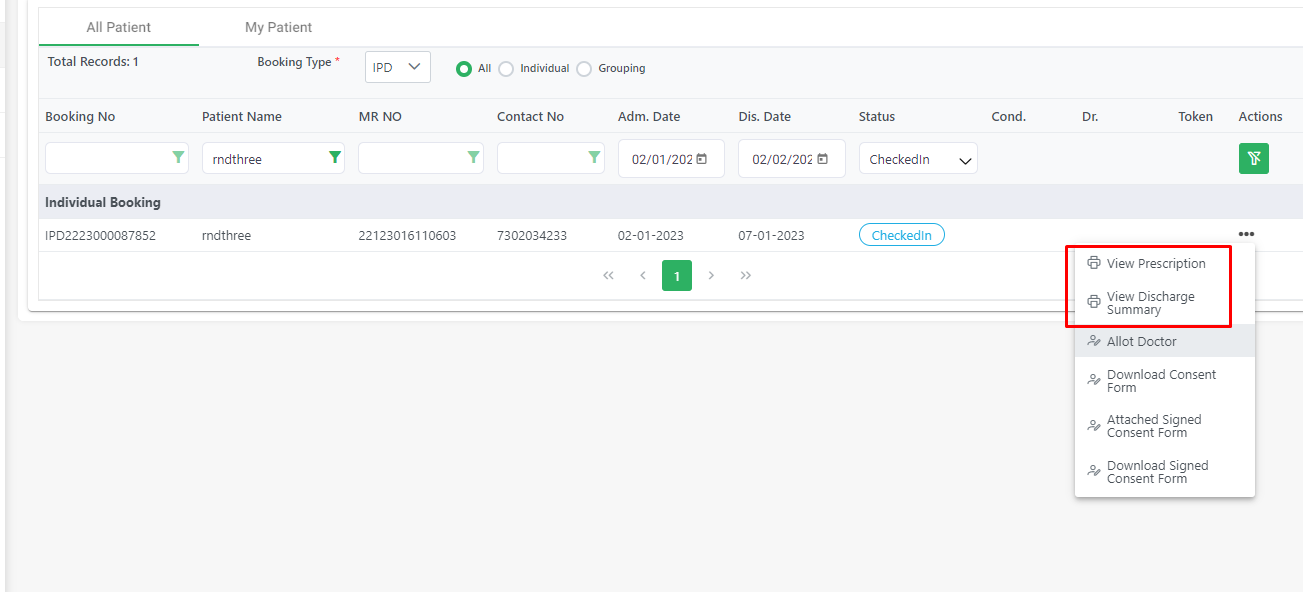 All Patient My Patient
Total Records: 1 Booking Type * IPD All Individual Grouping
Booking No Patient Name MR NO Contact No Adm. Date Dis. Date Status Cond. Dr. Token Actions
rndthree 02/01/202 02/02/202 CheckedIn
Individual Booking
IPD2223000087852 rndthree 22123016110603 7302034233 02-01-2023 07-01-2023 CheckedIn
1
View Prescription
View Discharge
Summary
Allot Doctor
Download Consent
Form
Attached Signed
Consent Form
Download Signed
Consent Form